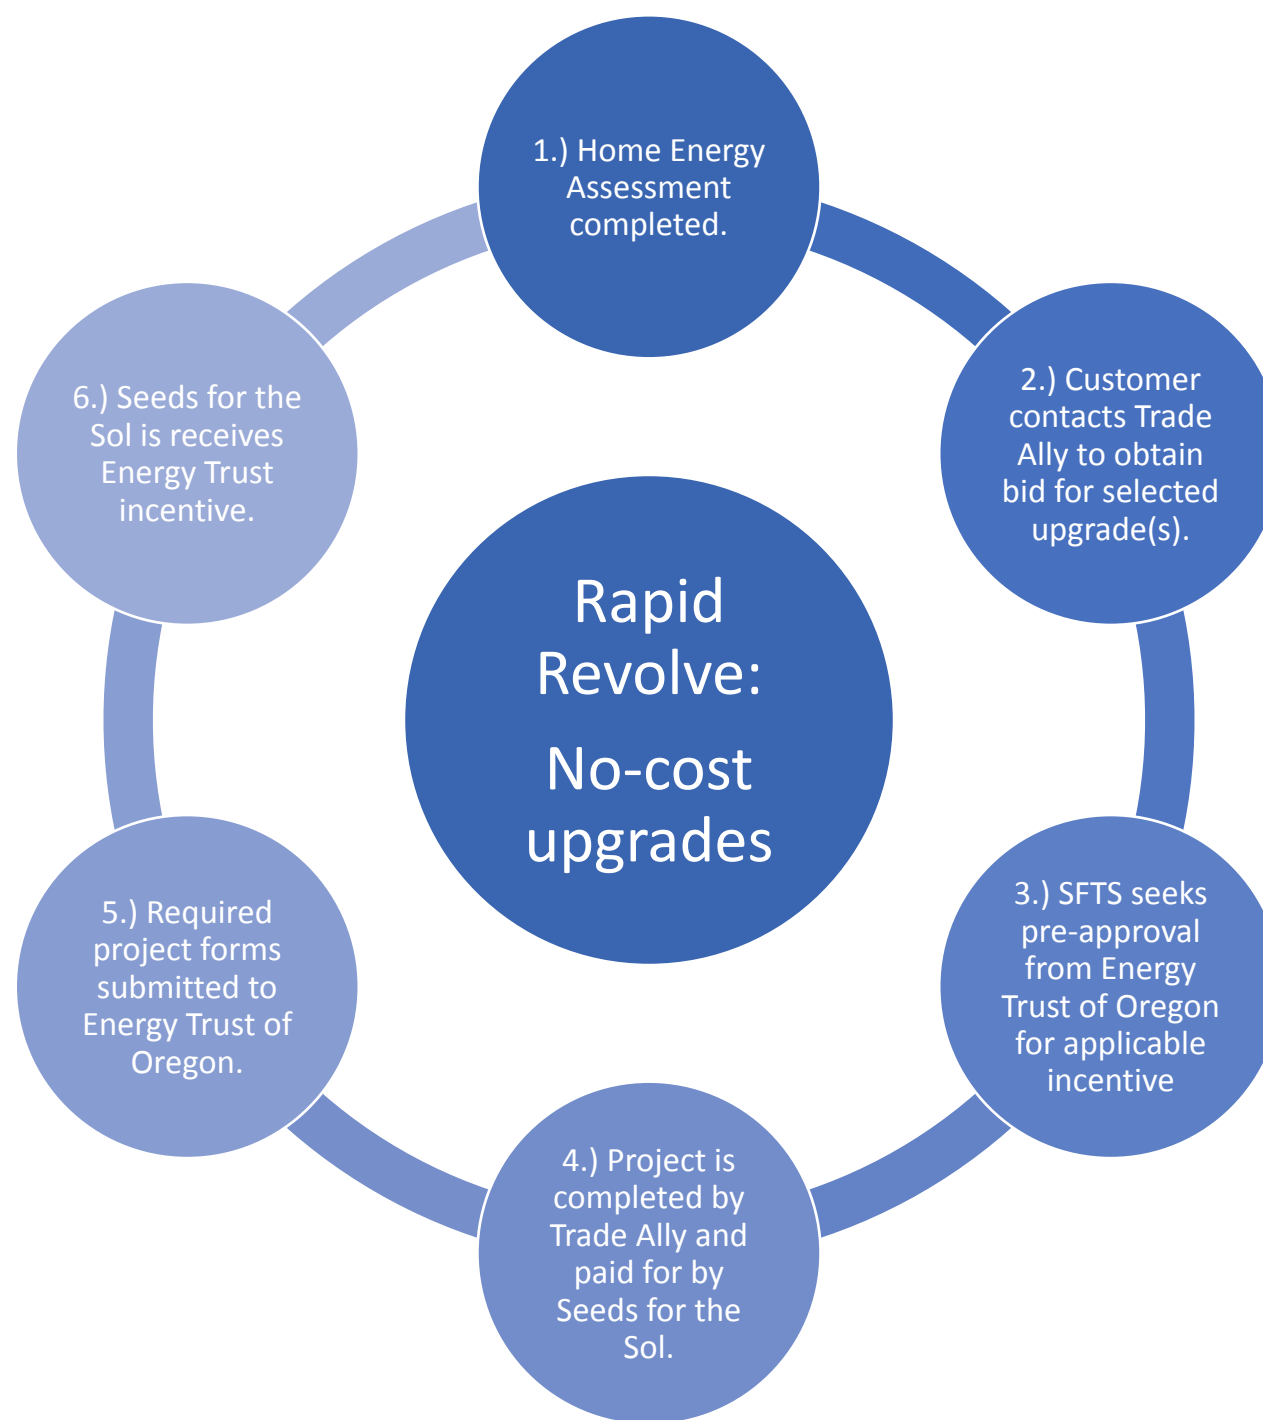 1.) Home Energy
Assessment
completed.
2.) Customer
contacts Trade
Ally to obtain
bid for selected
upgrade(s).
3.) SFTS seeks
pre-approval
from Energy
Trust of Oregon
for applicable
incentive
4.) Project is
completed by
Trade Ally and
paid for by
Seeds for the
Sol.
5.) Required
project forms
submitted to
Energy Trust of
Oregon.
6.) Seeds for the
Sol is receives
Energy Trust
incentive.
Rapid
Revolve:
No-cost
upgrades